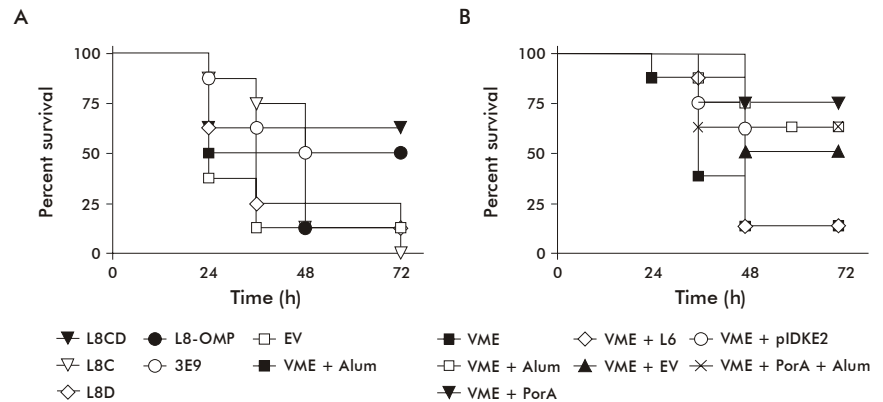 A
Percent survival
100
75
50
25
0
0 24 48 72
Time (h)
L8CD L8-OMP EV
L8C 3E9 VME + Alum
L8D
B
Percent survival
100
75
50
25
0
0 24 48 72
Time (h)
VME VME + L6 VME + pIDKE2
VME + Alum VME + EV VME + PorA + Alum
VME + PorA